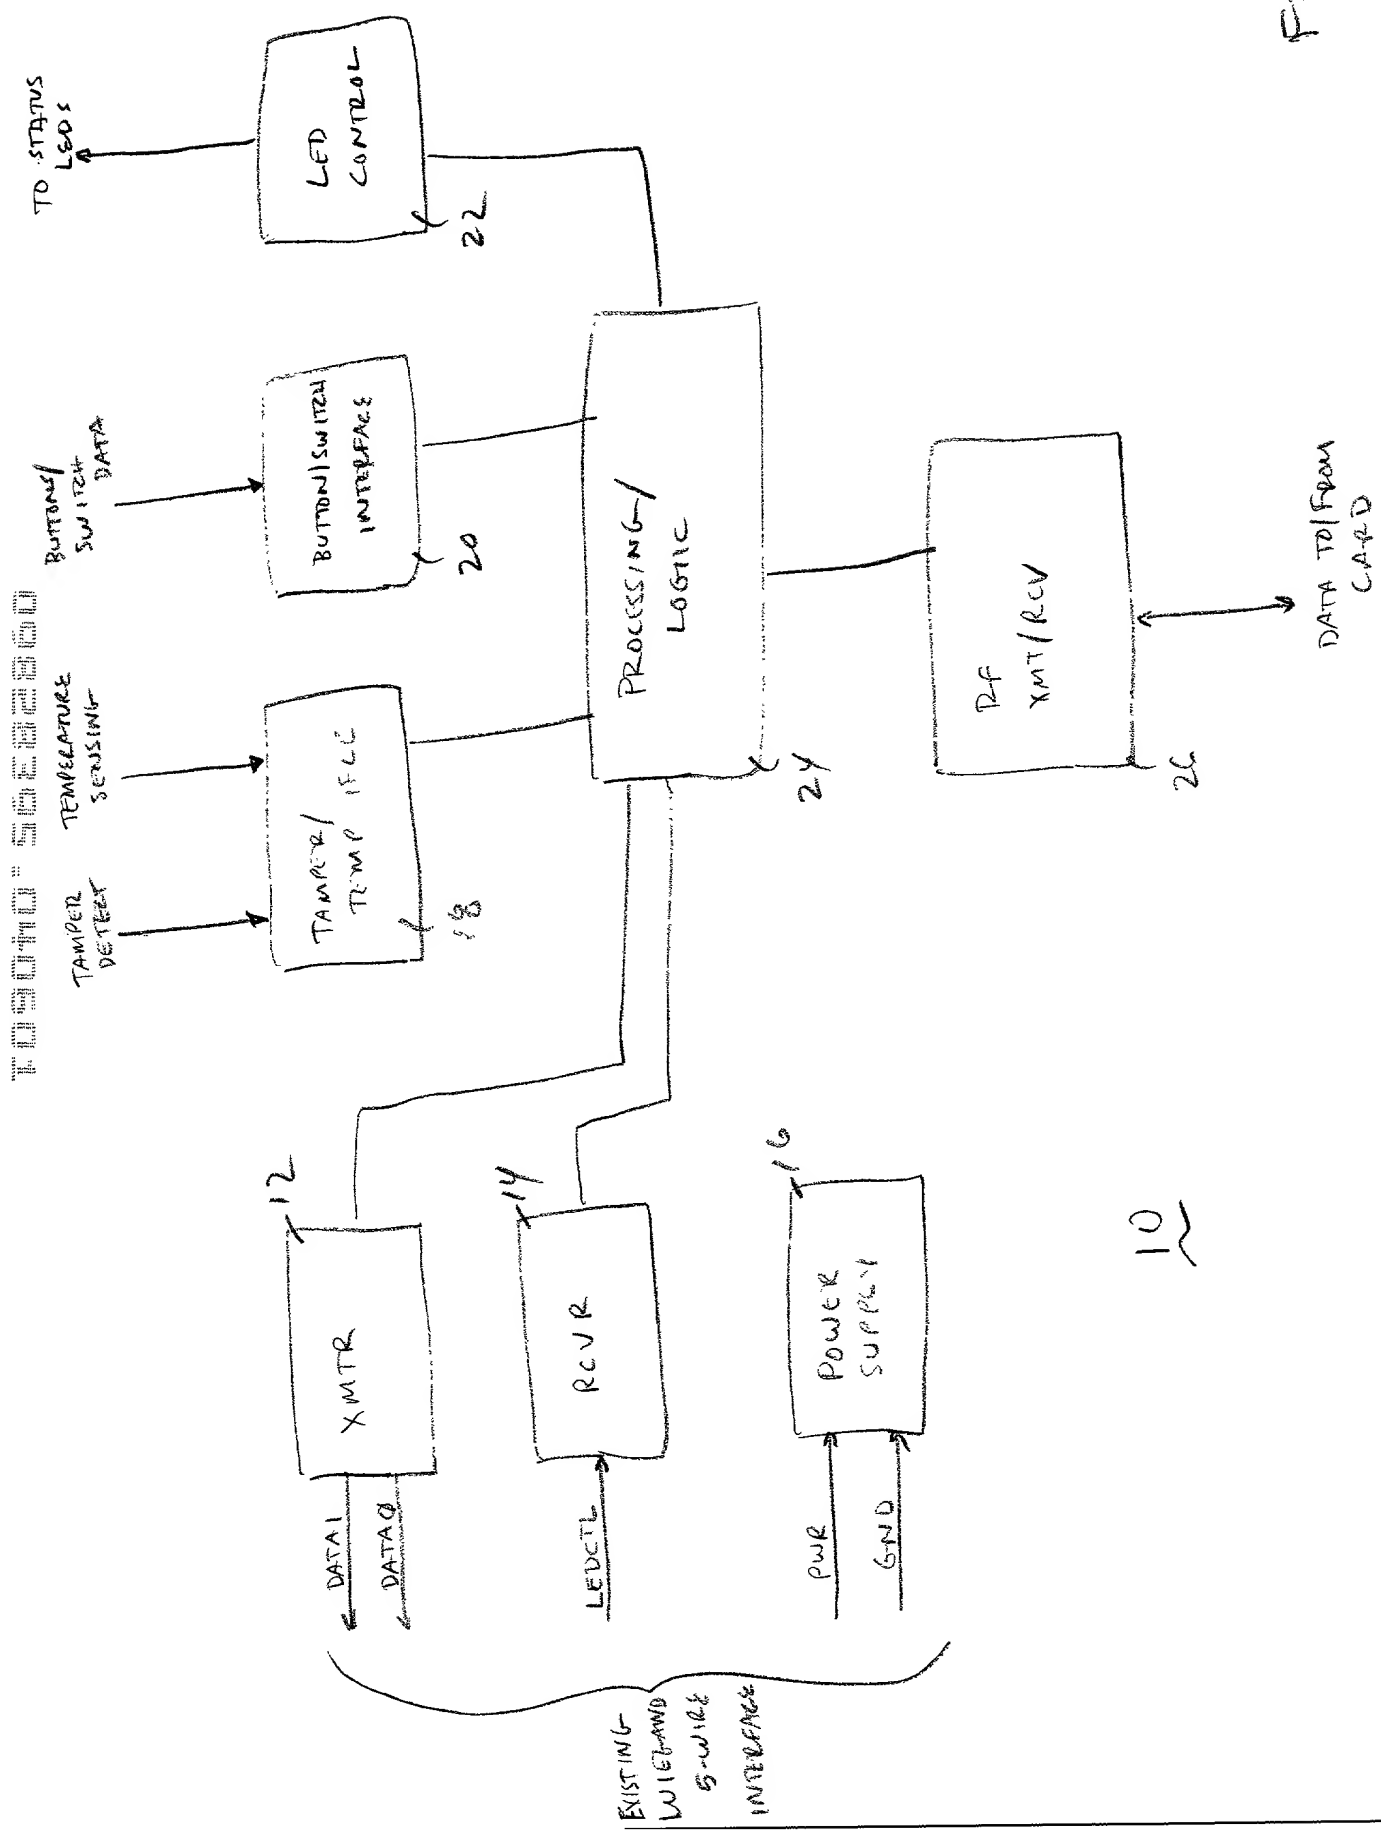 TO STATUS
LEDS
LED
CONTROL
22
BUTTONS/
SWITCH
DATA
BUTTON/SWITCH
INTERFACE
20
TEMPERATURE
SENSING
TAMPER
DETECT
TAMPER/
TEMP IFCE
18
PROCESSING/
LOGIC
24
RF
XMT/RCV
26
DATA TO/FROM
CARD
12
XMTR
DATA1
DATA0
14
RCVR
LEDCTL
16
POWER
SUPPLY
PWR
GND
EXISTING
WIEGAND
5-WIRE
INTERFACE
10